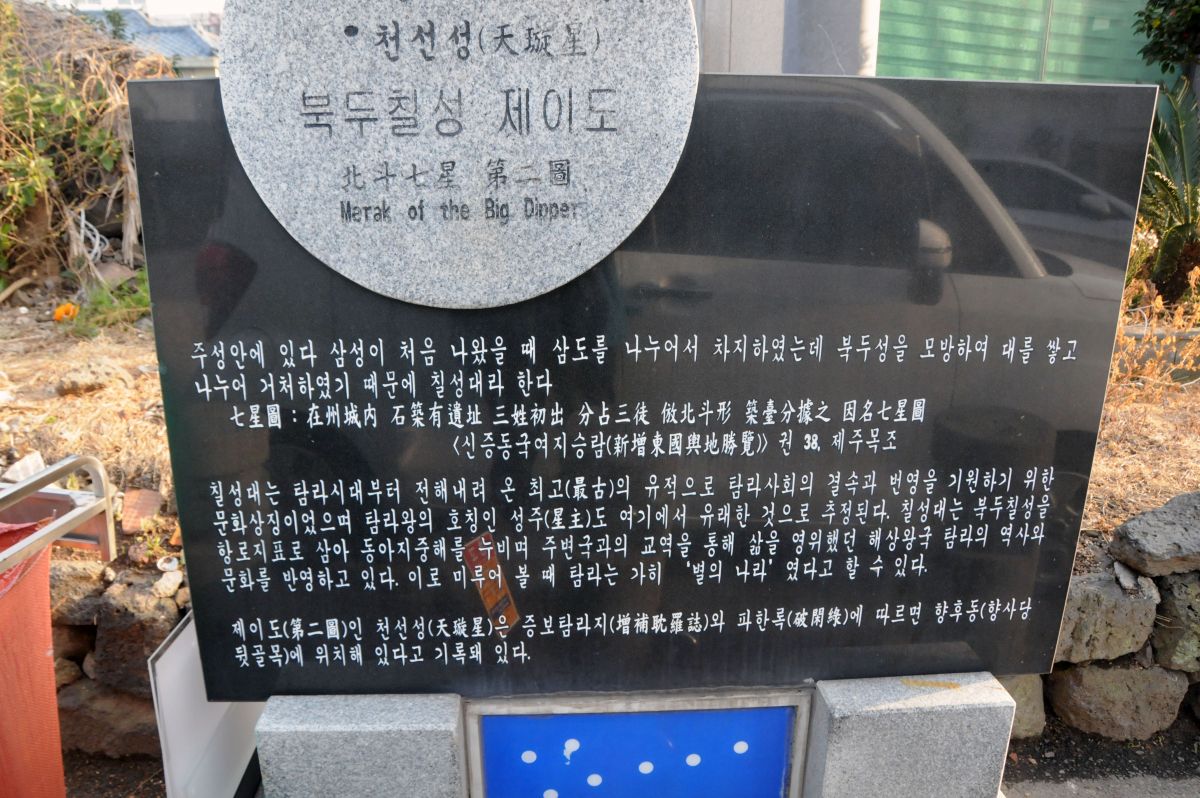 • 천선성(天璇星)
북두칠성 제이도
北斗七星 第二圖
Merak of the Big Dipper
주성안에 있다 삼성이 처음 나왔을 때 삼도를 나누어서 차지하였는데 북두성을 모방하여 대를 쌓고
나누어 거처하였기 때문에 칠성대라 한다
七星圖 : 在州城內 石築有遺址 三姓初出 分占三徒 倣北斗形 築臺分據之 因名七星圖
《신증동국여지승람(新增東國輿地勝覽)》 권 38, 제주목조
칠성대는 탐라시대부터 전해내려 온 최고(最古)의 유적으로 탐라사회의 결속과 번영을 기원하기 위한
문화상징이었으며 탐라왕의 호칭인 성주(星主)도 여기에서 유래한 것으로 추정된다. 칠성대는 북두칠성을
항로지표로 삼아 동아지중해를 누비며 주변국과의 교역을 통해 삶을 영위했던 해상왕국 탐라의 역사와
문화를 반영하고 있다. 이로 미루어 볼 때 탐라는 가히 '별의 나라'였다고 할 수 있다.
제이도(第二圖)인 천선성(天璇星)은 증보탐라지(增補耽羅誌)와 파한록(破閑錄)에 따르면 향후동(향사당
뒷골목)에 위치해 있다고 기록돼 있다.